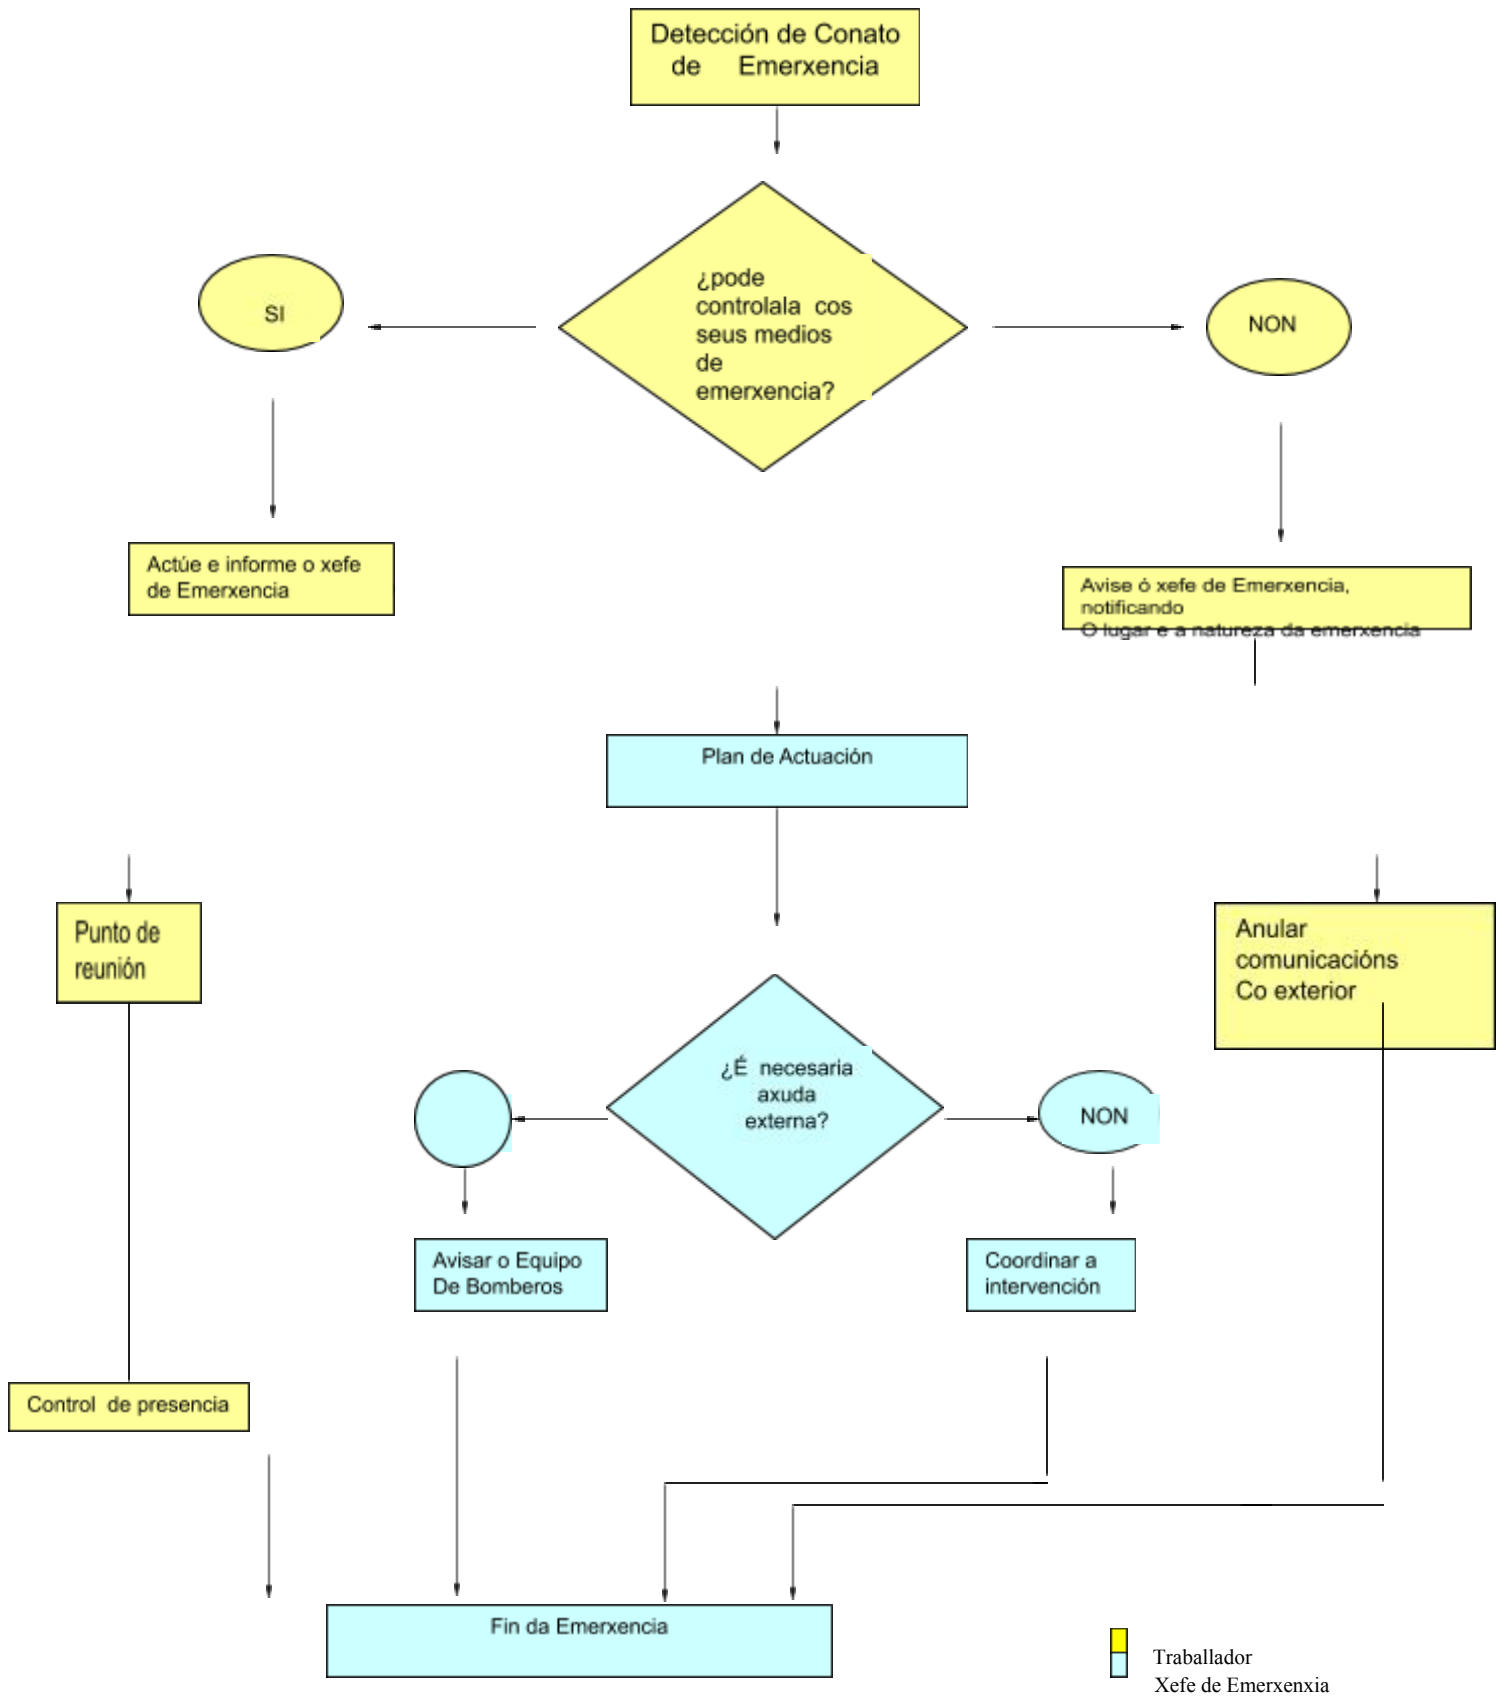 Detección de Conato
de Emerxencia
¿pode
controlala cos
seus medios
de
emerxencia?
SI
NON
Actúe e informe o xefe
de Emerxencia
Avise ó xefe de Emerxencia,
notificando
O lugar e a natureza da emerxencia
Plan de Actuación
Punto de
reunión
Anular
comunicacións
Co exterior
¿É necesaria
axuda
externa?
NON
Avisar o Equipo
De Bomberos
Coordinar a
intervención
Control de presencia
Fin da Emerxencia
Traballador
Xefe de Emerxenxia